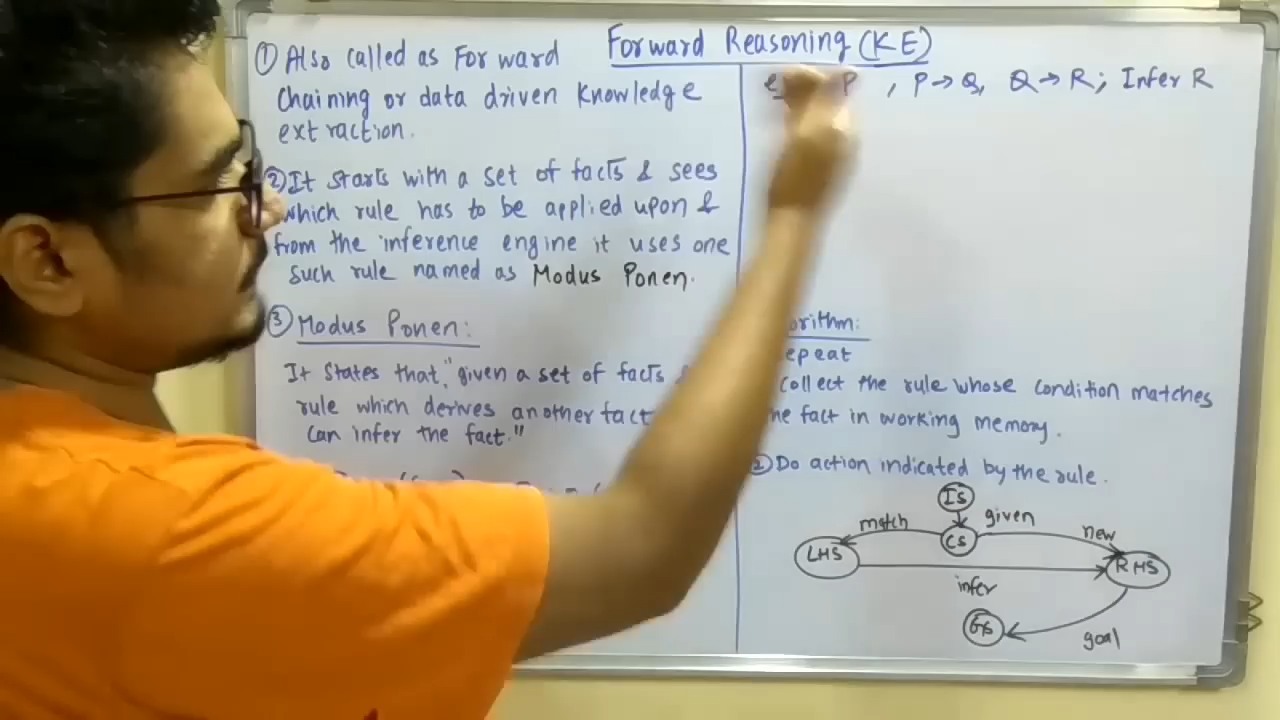 Forward Reasoning (KE)
① Also called as Forward
chaining or data driven knowledge
extraction.
② It starts with a set of facts & sees
which rule has to be applied upon &
from the inference engine it uses one
such rule named as Modus Ponen.
③ Modus Ponen:
It states that, "given a set of facts
rule which derives another fact
can infer the fact."
P , P→Q, Q→R; Infer R
orithm:
epeat
collect the rule whose condition matches
he fact in working memory.
② Do action indicated by the rule.
IS
match
CS
given
new
LHS
RHS
infer
GS
goal